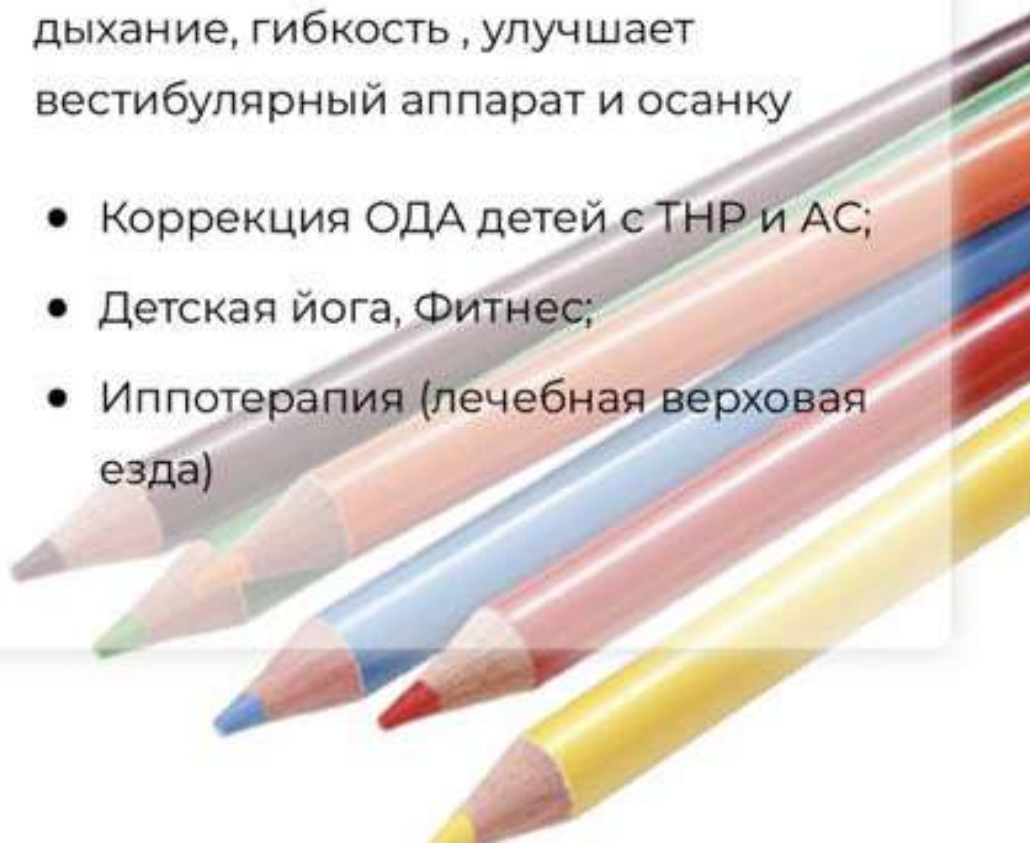 дыхание, гибкость , улучшает
вестибулярный аппарат и осанку
• Коррекция ОДА детей с ТНР и АС;
• Детская йога, Фитнес;
• Иппотерапия (лечебная верховая
езда)